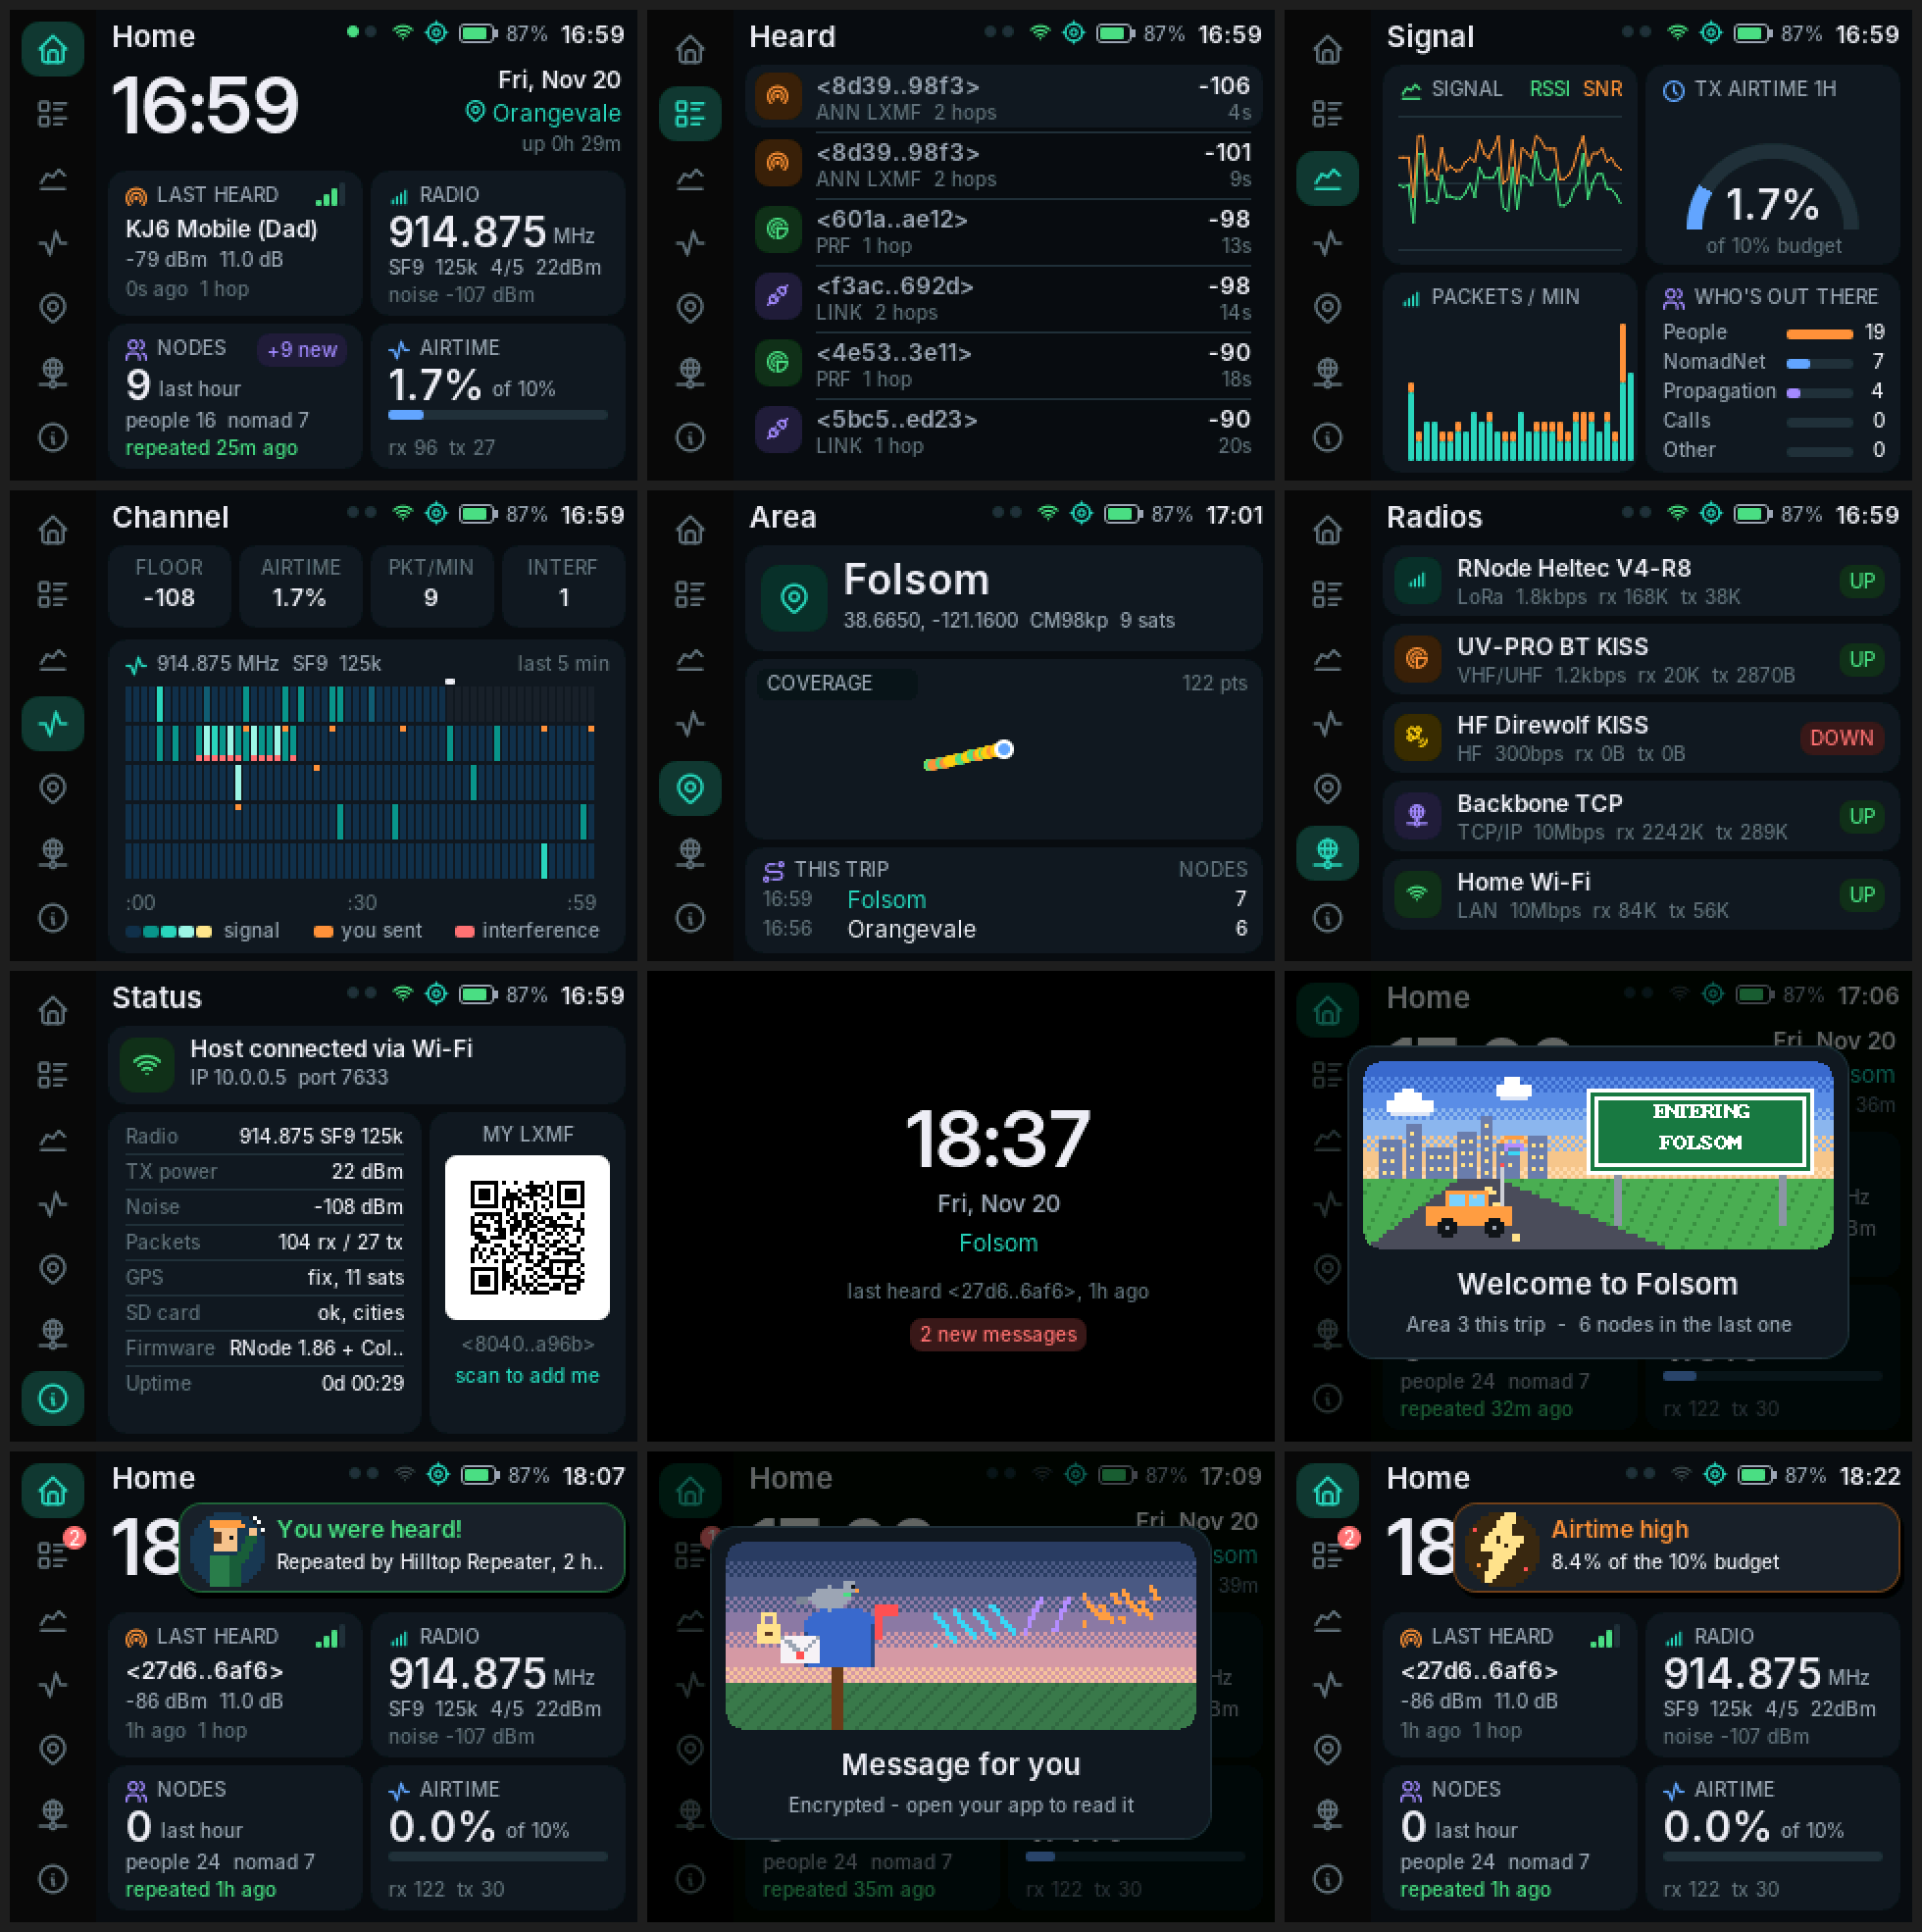 Home
87% 16:59
16:59
Fri, Nov 20
Orangevale
up 0h 29m
LAST HEARD
KJ6 Mobile (Dad)
-79 dBm 11.0 dB
0s ago 1 hop
RADIO
914.875 MHz
SF9 125k 4/5 22dBm
noise -107 dBm
NODES +9 new
9 last hour
people 16 nomad 7
repeated 25m ago
AIRTIME
1.7% of 10%
rx 96 tx 27
Heard
87% 16:59
<8d39..98f3> -106
ANN LXMF 2 hops 4s
<8d39..98f3> -101
ANN LXMF 2 hops 9s
<601a..ae12> -98
PRF 1 hop 13s
<f3ac..692d> -98
LINK 2 hops 14s
<4e53..3e11> -90
PRF 1 hop 18s
<5bc5..ed23> -90
LINK 1 hop 20s
Signal
87% 16:59
SIGNAL RSSI SNR
TX AIRTIME 1H
1.7%
of 10% budget
PACKETS / MIN
WHO'S OUT THERE
People 19
NomadNet 7
Propagation 4
Calls 0
Other 0
Channel
87% 16:59
FLOOR
-108
AIRTIME
1.7%
PKT/MIN
9
INTERF
1
914.875 MHz SF9 125k last 5 min
:00 :30 :59
signal you sent interference
Area
87% 17:01
Folsom
38.6650, -121.1600 CM98kp 9 sats
COVERAGE 122 pts
THIS TRIP NODES
16:59 Folsom 7
16:56 Orangevale 6
Radios
87% 16:59
RNode Heltec V4-R8
LoRa 1.8kbps rx 168K tx 38K
UP
UV-PRO BT KISS
VHF/UHF 1.2kbps rx 20K tx 2870B
UP
HF Direwolf KISS
HF 300bps rx 0B tx 0B
DOWN
Backbone TCP
TCP/IP 10Mbps rx 2242K tx 289K
UP
Home Wi-Fi
LAN 10Mbps rx 84K tx 56K
UP
Status
87% 16:59
Host connected via Wi-Fi
IP 10.0.0.5 port 7633
Radio 914.875 SF9 125k
TX power 22 dBm
Noise -108 dBm
Packets 104 rx / 27 tx
GPS fix, 11 sats
SD card ok, cities
Firmware RNode 1.86 + Col..
Uptime 0d 00:29
MY LXMF
<8040..a96b>
scan to add me
18:37
Fri, Nov 20
Folsom
last heard <27d6..6af6>, 1h ago
2 new messages
Home
87% 17:06
Fri, Nov 20
som
36m
Hz
3m
ENTERING
FOLSOM
Welcome to Folsom
Area 3 this trip - 6 nodes in the last one
people 24 nomad 7
repeated 32m ago
rx 122 tx 30
Home
87% 18:07
2
18
You were heard!
Repeated by Hilltop Repeater, 2 h..
LAST HEARD
<27d6..6af6>
-86 dBm 11.0 dB
1h ago 1 hop
RADIO
914.875 MHz
SF9 125k 4/5 22dBm
noise -107 dBm
NODES
0 last hour
people 24 nomad 7
repeated 1h ago
AIRTIME
0.0% of 10%
rx 122 tx 30
Home
87% 17:09
Fri, Nov 20
som
39m
Hz
3m
Message for you
Encrypted - open your app to read it
people 24 nomad 7
repeated 35m ago
rx 122 tx 30
Home
87% 18:22
2
18
Airtime high
8.4% of the 10% budget
LAST HEARD
<27d6..6af6>
-86 dBm 11.0 dB
1h ago 1 hop
RADIO
914.875 MHz
SF9 125k 4/5 22dBm
noise -107 dBm
NODES
0 last hour
people 24 nomad 7
repeated 1h ago
AIRTIME
0.0% of 10%
rx 122 tx 30